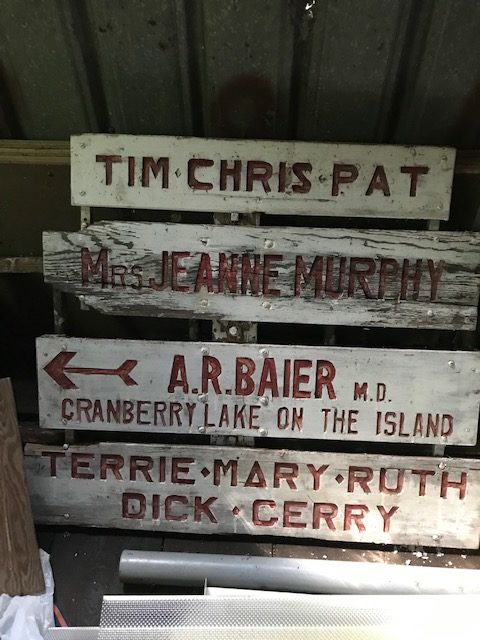 TIM · CHRIS · PAT
MRS JEANNE MURPHY
A.R.BAIER M.D.
CRANBERRY LAKE ON THE ISLAND
TERRIE · MARY · RUTH
DICK · CERRY